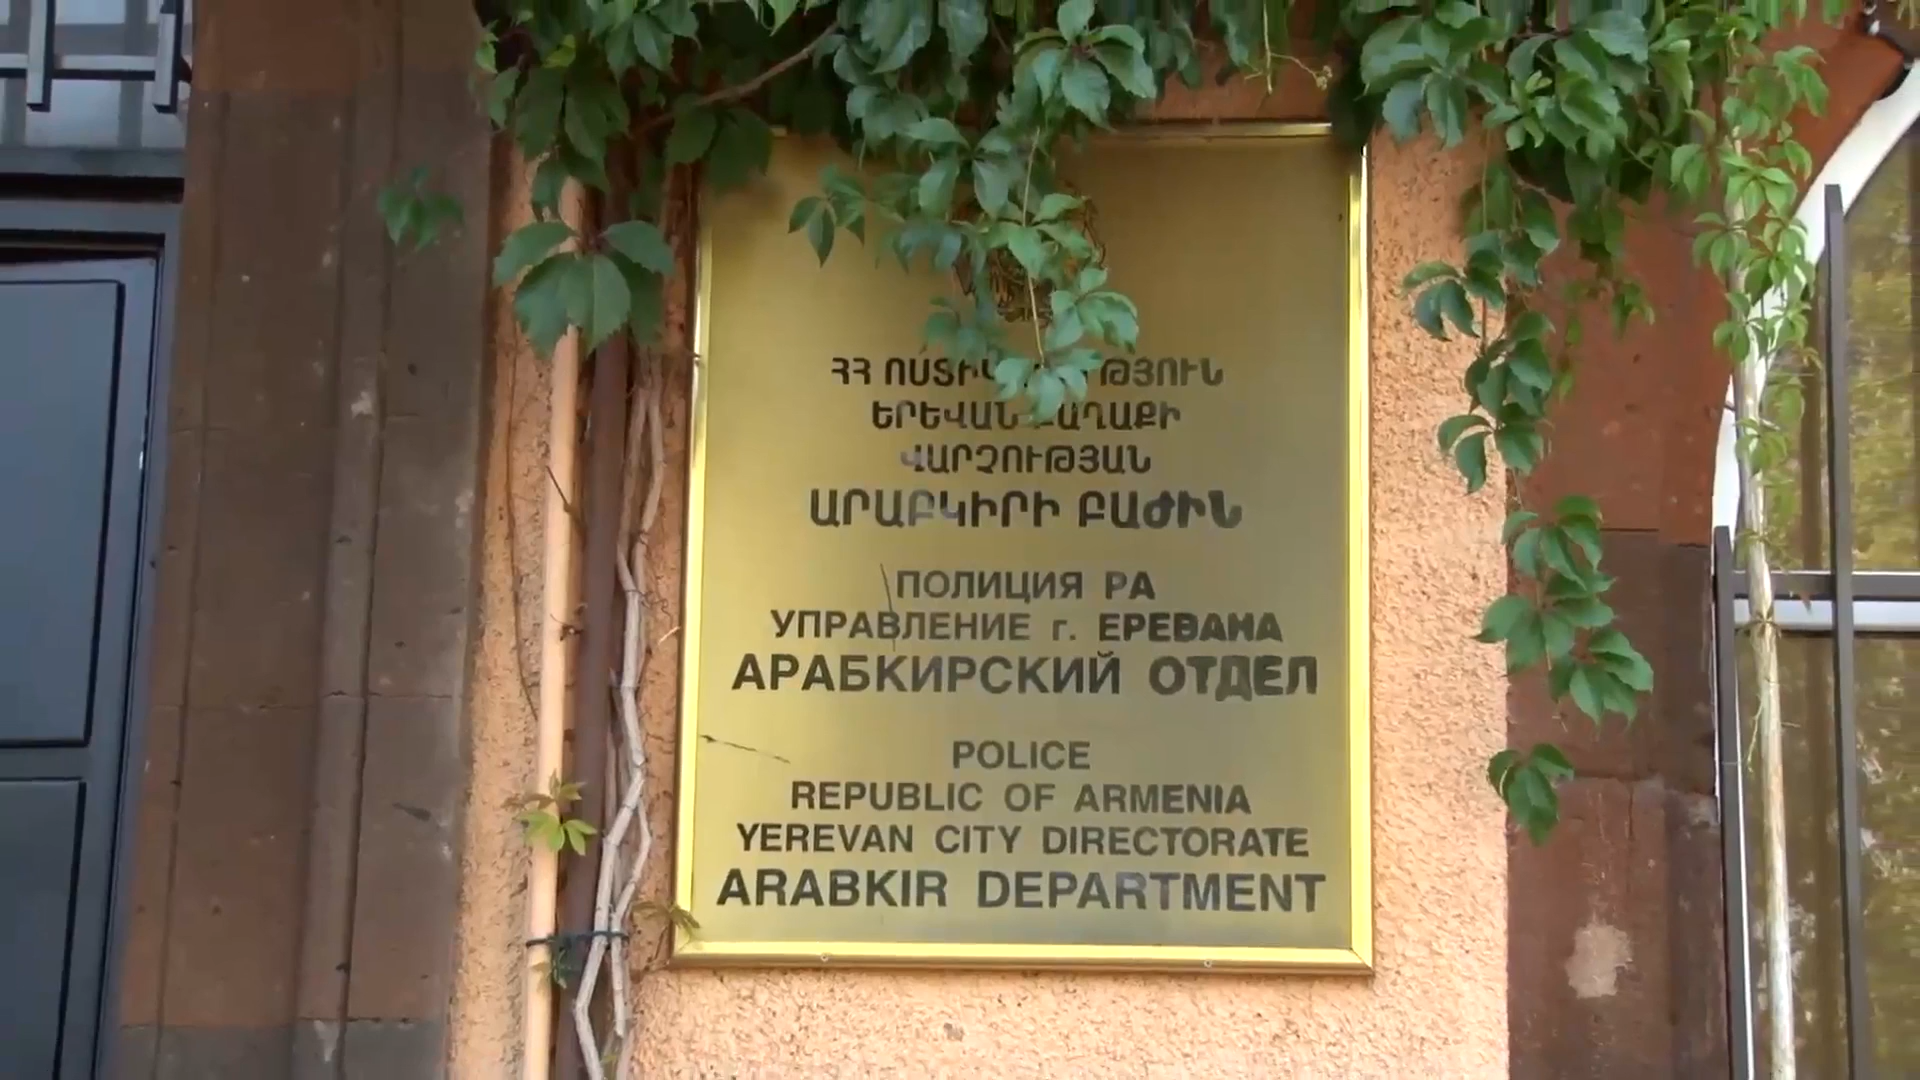 ՀՀ
ԵՐԵՎԱՆ ՔԱՂԱՔԻ
ՎԱՐՉՈՒԹՅԱՆ
ԱՐԱԲԿԻՐԻ ԲԱԺԻՆ
ПОЛИЦИЯ РА
УПРАВЛЕНИЕ г. ЕРЕВАНА
АРАБКИРСКИЙ ОТДЕЛ
POLICE
REPUBLIC OF ARMENIA
YEREVAN CITY DIRECTORATE
ARABKIR DEPARTMENT